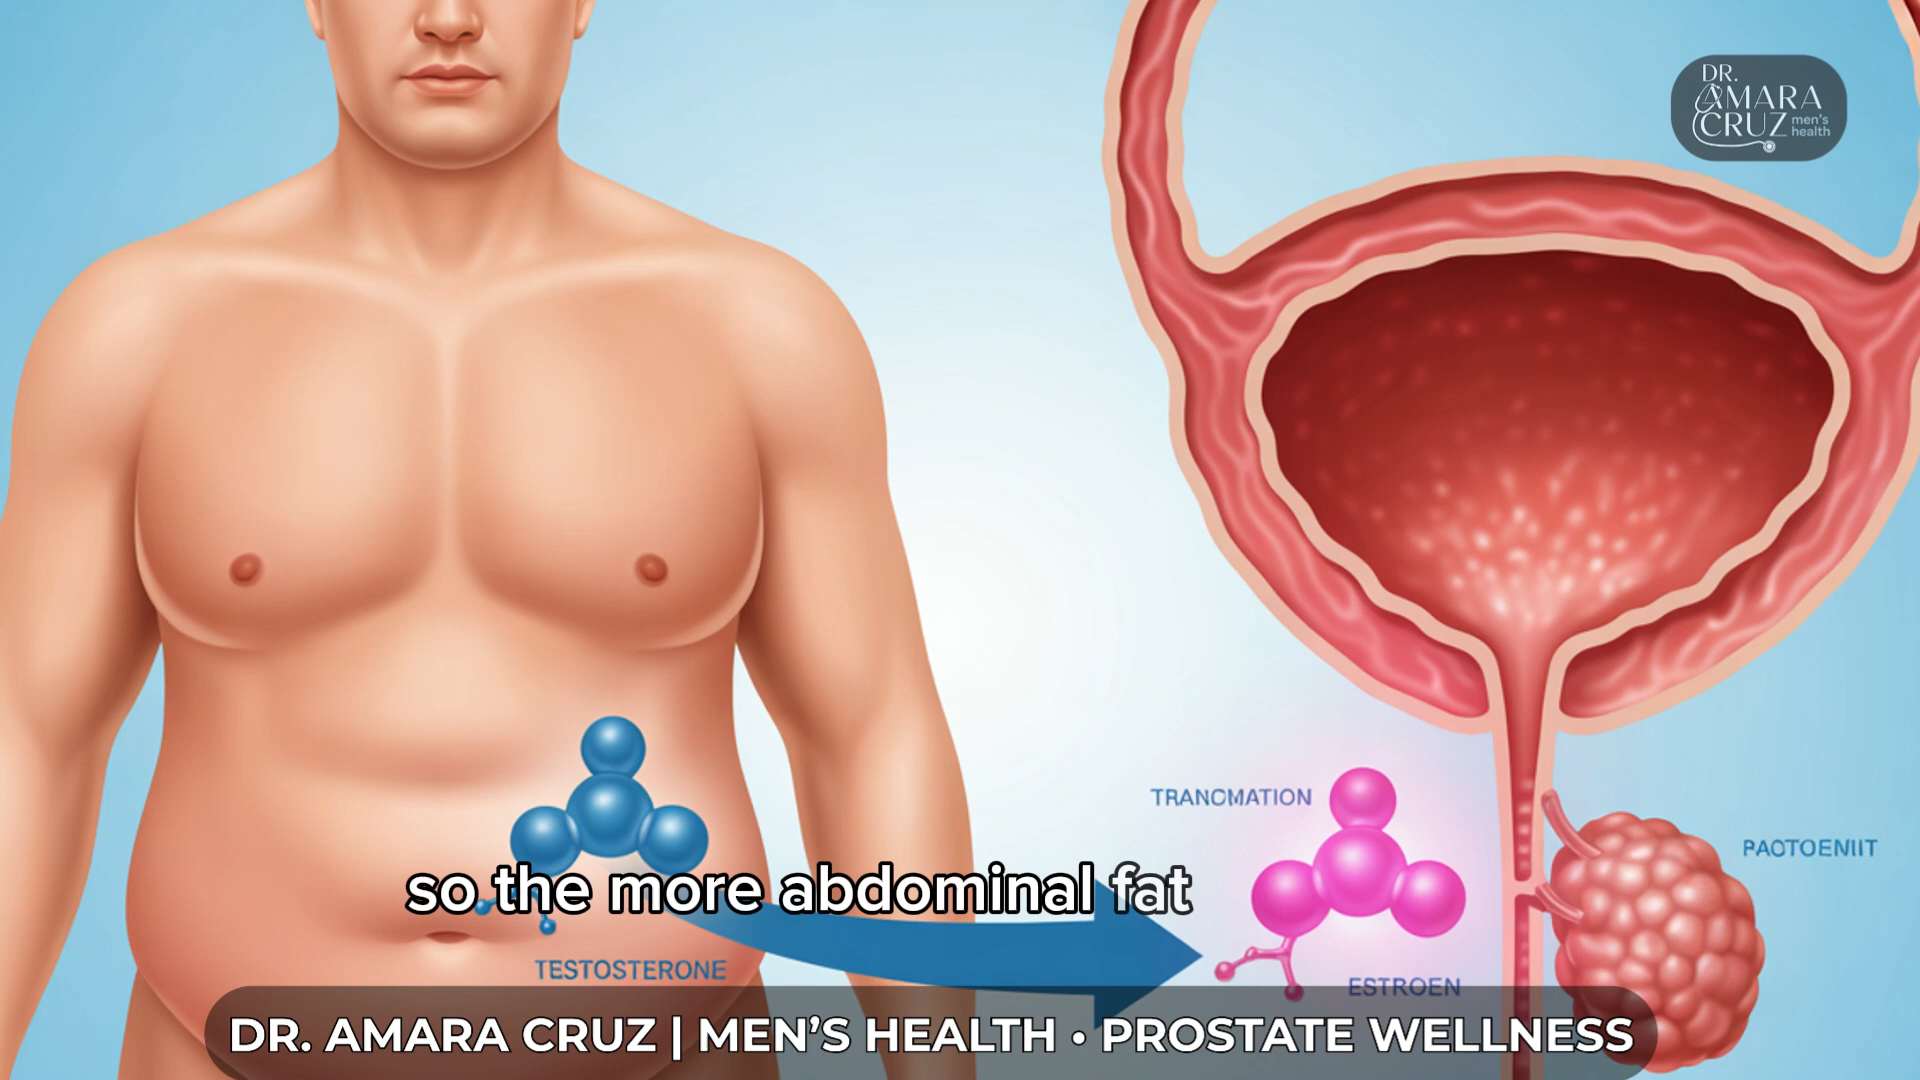 DR.
AMARA
CRUZ men's
health
TRANCMATION
PAOTOENIIT
so the more abdominal fat
TESTOSTERONE
ESTROEN
DR. AMARA CRUZ | MEN'S HEALTH • PROSTATE WELLNESS